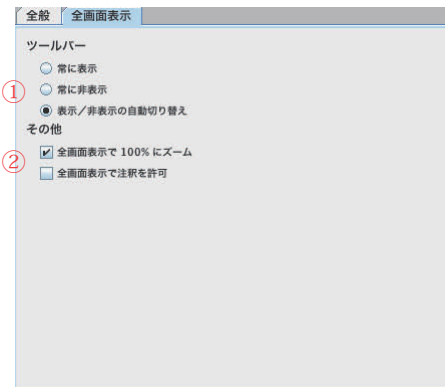 全般 全画面表示
ツールバー
常に表示
① 常に非表示
表示／非表示の自動切り替え
その他
② 全画面表示で 100% にズーム
全画面表示で注釈を許可